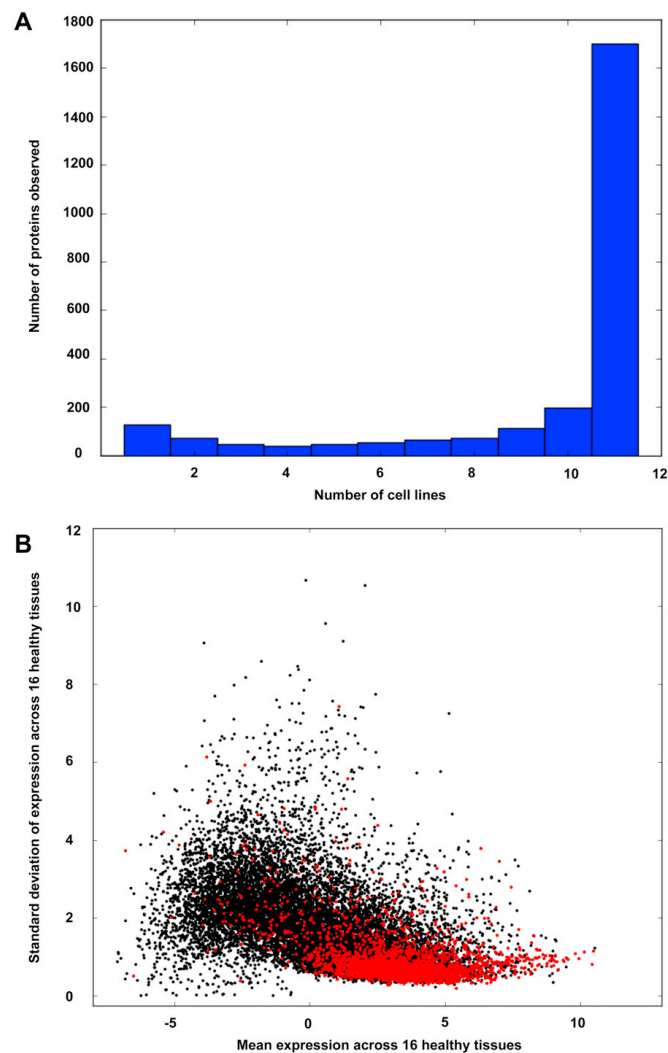 A
1800
1600
1400
1200
1000
800
600
400
200
0
2 4 6 8 10 12
Number of proteins observed
Number of cell lines
B
12
10
8
6
4
2
0
-5 0 5 10
Standard deviation of expression across 16 healthy tissues
Mean expression across 16 healthy tissues